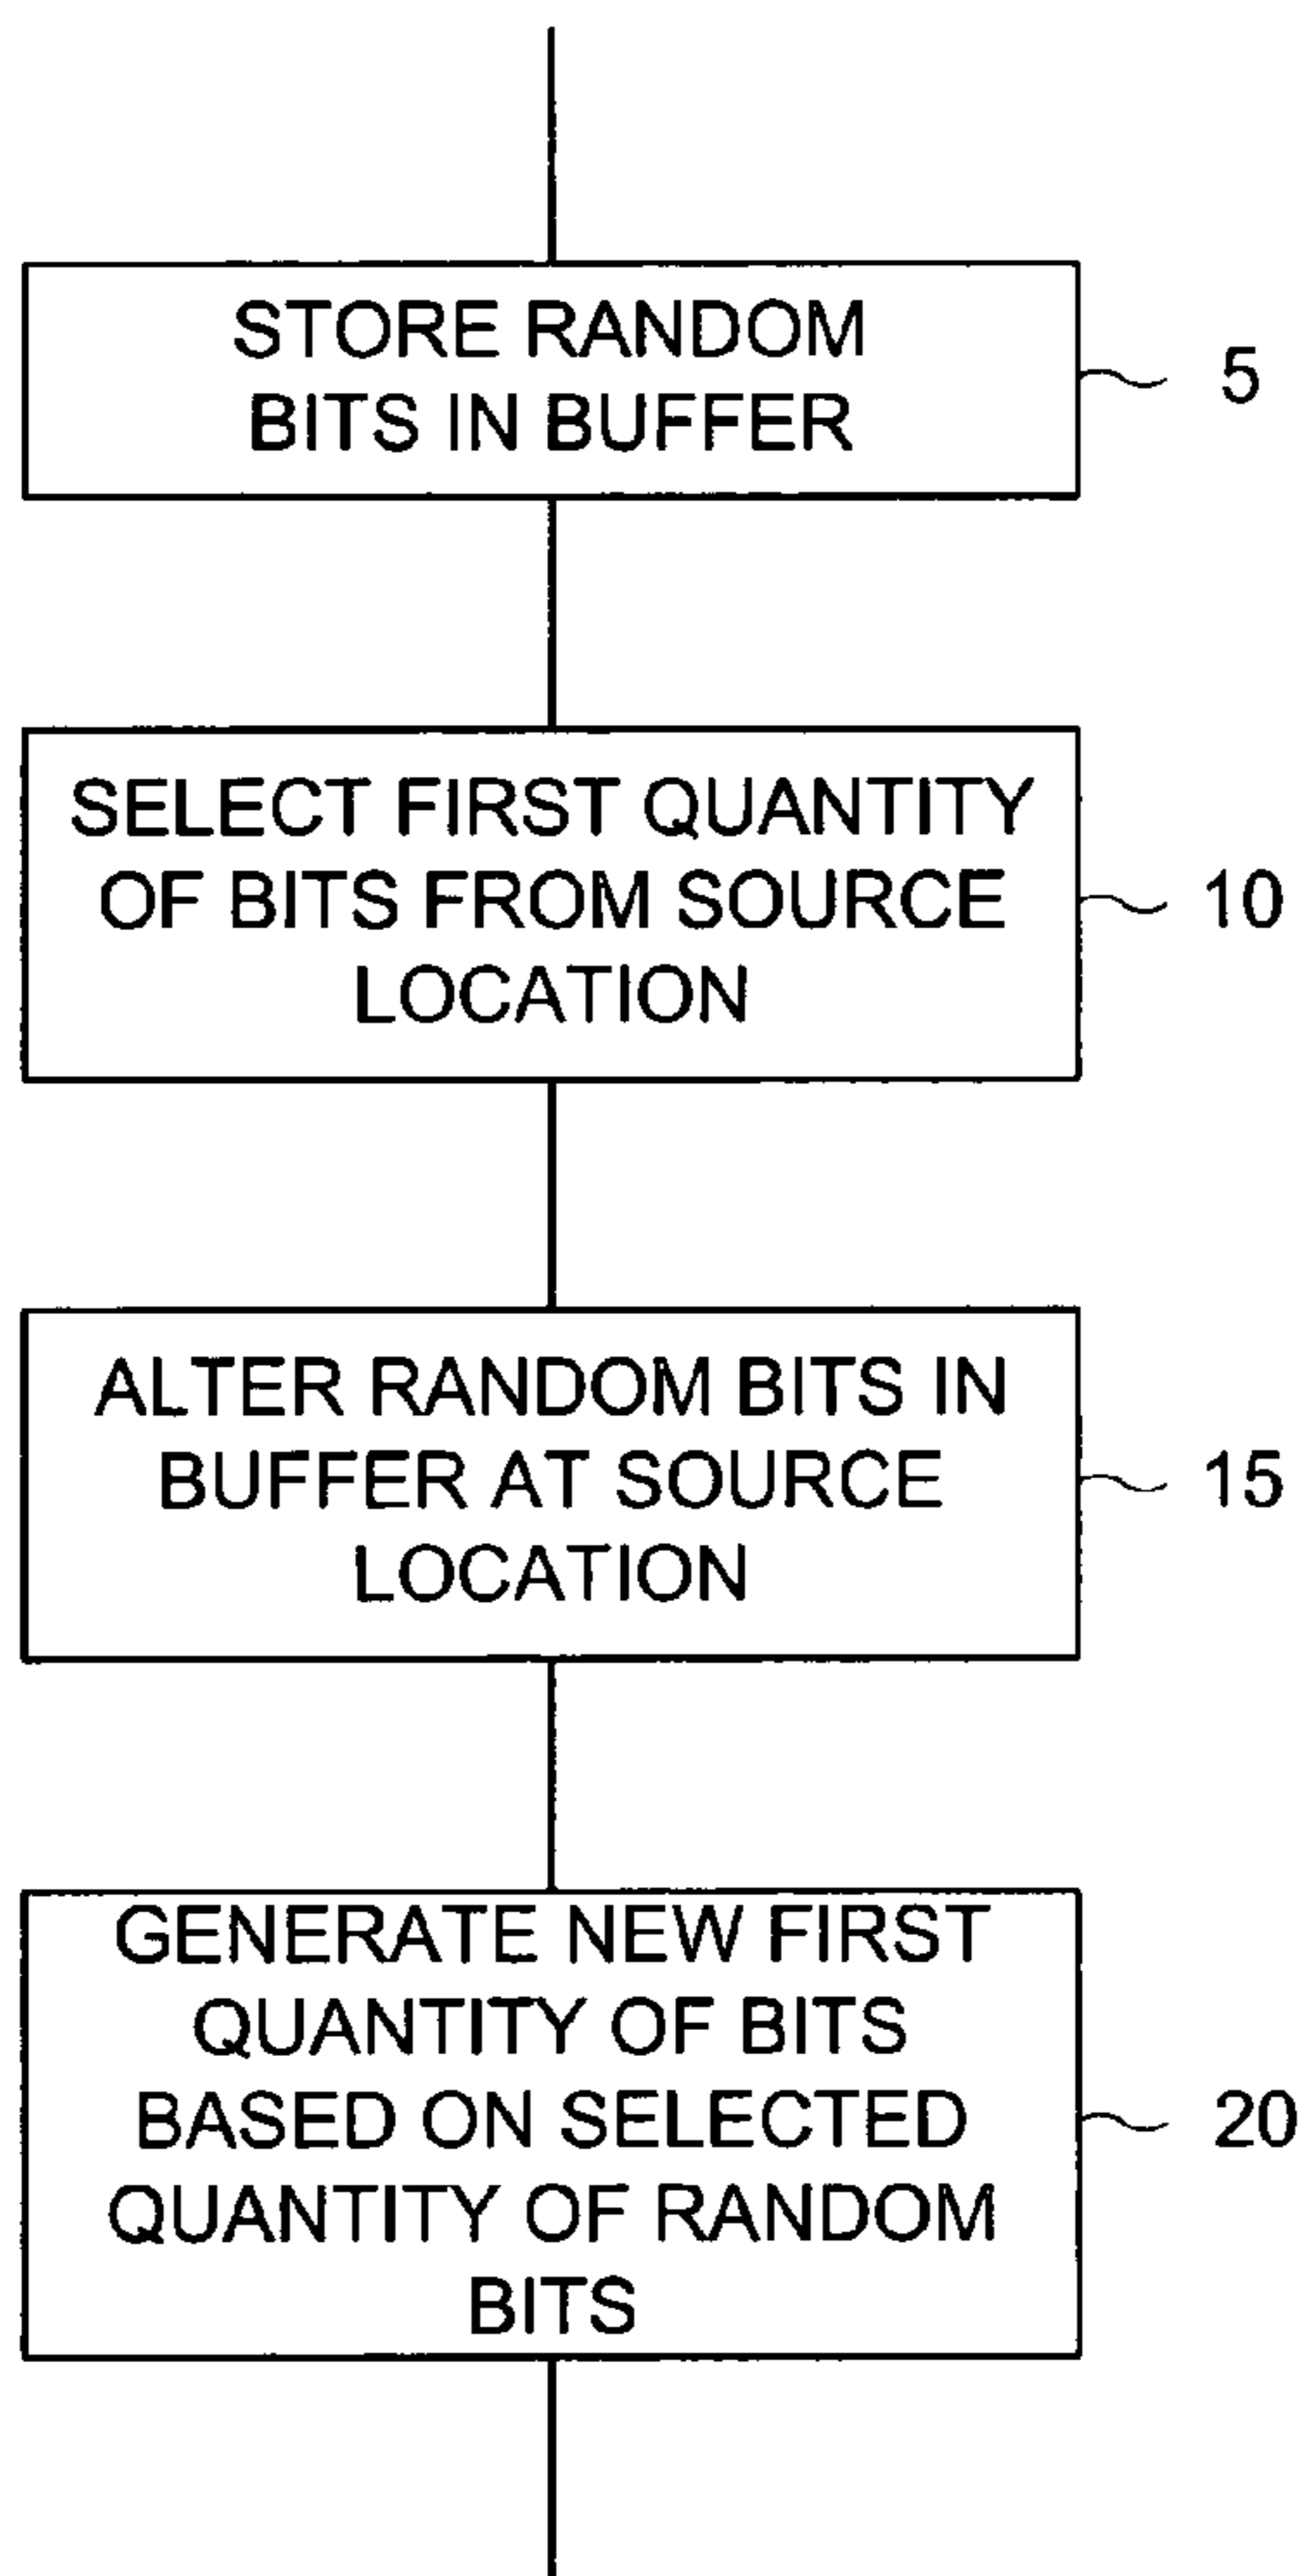 STORE RANDOM
BITS IN BUFFER
5
SELECT FIRST QUANTITY
OF BITS FROM SOURCE
LOCATION
10
ALTER RANDOM BITS IN
BUFFER AT SOURCE
LOCATION
15
GENERATE NEW FIRST
QUANTITY OF BITS
BASED ON SELECTED
QUANTITY OF RANDOM
BITS
20